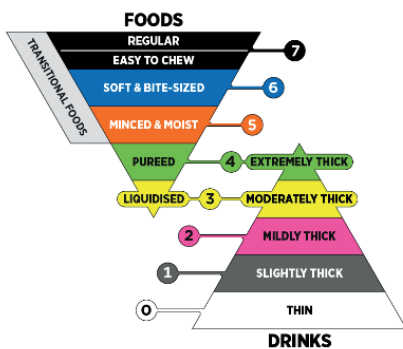 FOODS
REGULAR
7
EASY TO CHEW
TRANSITIONAL FOODS
SOFT & BITE-SIZED
6
MINCED & MOIST
5
PUREED
4
EXTREMELY THICK
LIQUIDISED
3
MODERATELY THICK
2
MILDLY THICK
1
SLIGHTLY THICK
0
THIN
DRINKS